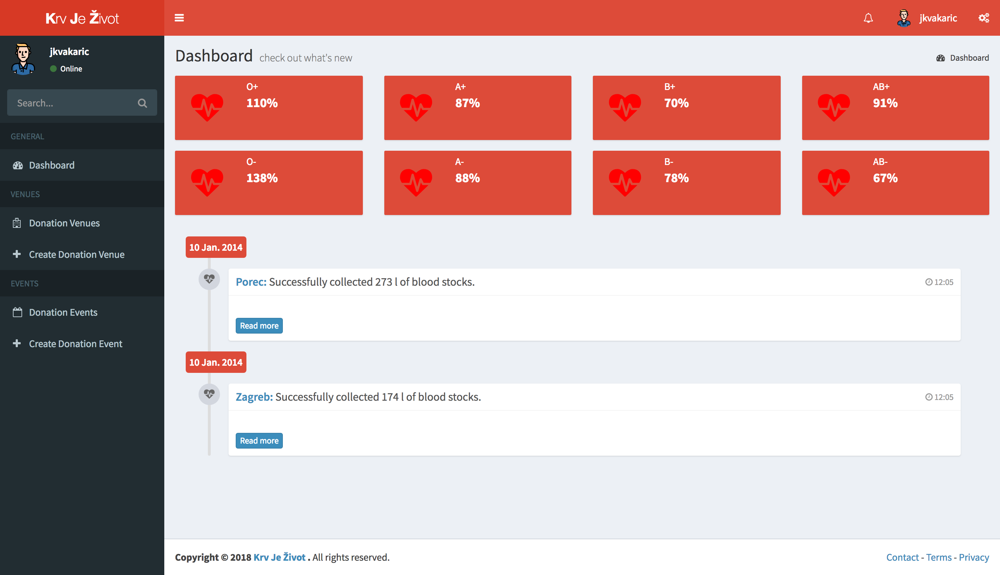 Krv Je Život
jkvakaric
jkvakaric
Online
Search...
GENERAL
Dashboard
VENUES
Donation Venues
Create Donation Venue
EVENTS
Donation Events
Create Donation Event
Dashboard check out what's new
Dashboard
O+
110%
A+
87%
B+
70%
AB+
91%
O-
138%
A-
88%
B-
78%
AB-
67%
10 Jan. 2014
Porec: Successfully collected 273 l of blood stocks.
12:05
Read more
10 Jan. 2014
Zagreb: Successfully collected 174 l of blood stocks.
12:05
Read more
Copyright © 2018 Krv Je Život . All rights reserved.
Contact - Terms - Privacy